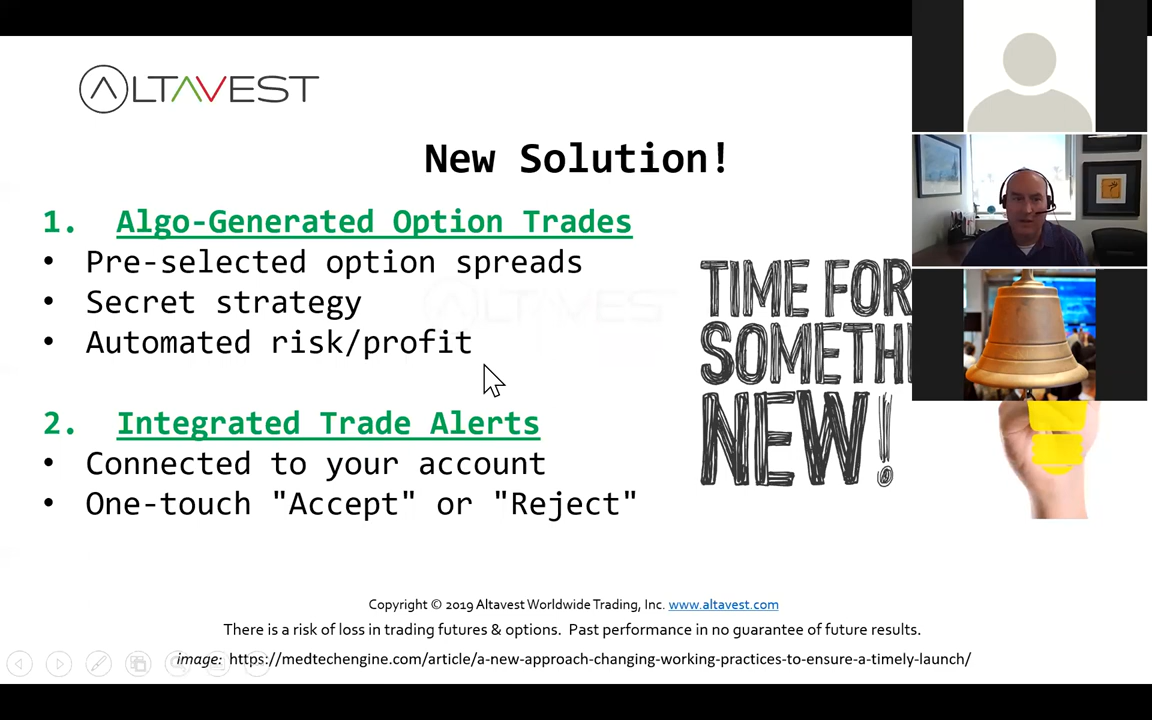 ALTAVEST
New Solution!
1. Algo-Generated Option Trades
• Pre-selected option spreads
• Secret strategy
• Automated risk/profit
ALTAVEST
2. Integrated Trade Alerts
• Connected to your account
• One-touch "Accept" or "Reject"
TIME FOR
SOMETH
NEW!
Copyright © 2019 Altavest Worldwide Trading, Inc. www.altavest.com
There is a risk of loss in trading futures & options. Past performance in no guarantee of future results.
image: https://medtechengine.com/article/a-new-approach-changing-working-practices-to-ensure-a-timely-launch/